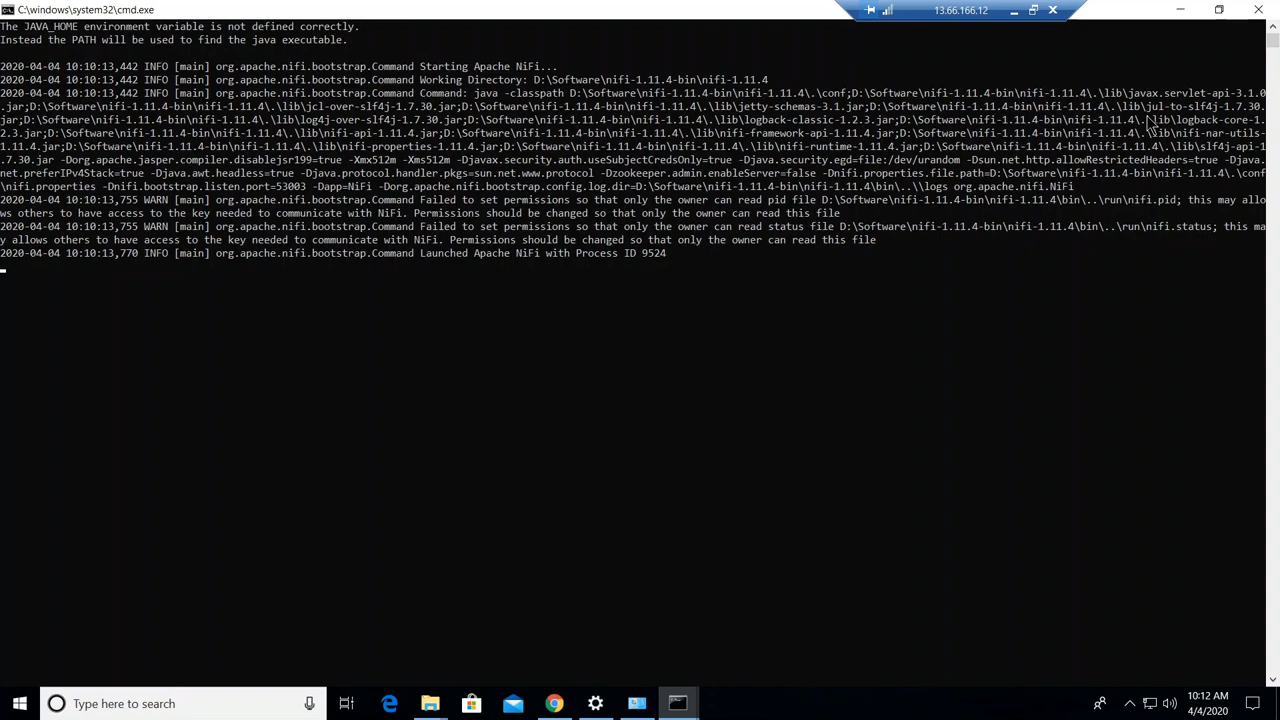 C:\windows\system32\cmd.exe
13.66.166.12
The JAVA_HOME environment variable is not defined correctly.
Instead the PATH will be used to find the java executable.
2020-04-04 10:10:13,442 INFO [main] org.apache.nifi.bootstrap.Command Starting Apache NiFi...
2020-04-04 10:10:13,442 INFO [main] org.apache.nifi.bootstrap.Command Working Directory: D:\Software\nifi-1.11.4-bin\nifi-1.11.4
2020-04-04 10:10:13,442 INFO [main] org.apache.nifi.bootstrap.Command Command: java -classpath D:\Software\nifi-1.11.4-bin\nifi-1.11.4\.\conf;D:\Software\nifi-1.11.4-bin\nifi-1.11.4\.\lib\javax.servlet-api-3.1.0
.jar;D:\Software\nifi-1.11.4-bin\nifi-1.11.4\.\lib\jcl-over-slf4j-1.7.30.jar;D:\Software\nifi-1.11.4-bin\nifi-1.11.4\.\lib\jetty-schemas-3.1.jar;D:\Software\nifi-1.11.4-bin\nifi-1.11.4\.\lib\jul-to-slf4j-1.7.30.
jar;D:\Software\nifi-1.11.4-bin\nifi-1.11.4\.\lib\log4j-over-slf4j-1.7.30.jar;D:\Software\nifi-1.11.4-bin\nifi-1.11.4\.\lib\logback-classic-1.2.3.jar;D:\Software\nifi-1.11.4-bin\nifi-1.11.4\.\lib\logback-core-1.
2.3.jar;D:\Software\nifi-1.11.4-bin\nifi-1.11.4\.\lib\nifi-api-1.11.4.jar;D:\Software\nifi-1.11.4-bin\nifi-1.11.4\.\lib\nifi-framework-api-1.11.4.jar;D:\Software\nifi-1.11.4-bin\nifi-1.11.4\.\lib\nifi-nar-utils-
1.11.4.jar;D:\Software\nifi-1.11.4-bin\nifi-1.11.4\.\lib\nifi-properties-1.11.4.jar;D:\Software\nifi-1.11.4-bin\nifi-1.11.4\.\lib\nifi-runtime-1.11.4.jar;D:\Software\nifi-1.11.4-bin\nifi-1.11.4\.\lib\slf4j-api-1
.7.30.jar -Dorg.apache.jasper.compiler.disablejsr199=true -Xmx512m -Xms512m -Djavax.security.auth.useSubjectCredsOnly=true -Djava.security.egd=file:/dev/urandom -Dsun.net.http.allowRestrictedHeaders=true -Djava.
net.preferIPv4Stack=true -Djava.awt.headless=true -Djava.protocol.handler.pkgs=sun.net.www.protocol -Dzookeeper.admin.enableServer=false -Dnifi.properties.file.path=D:\Software\nifi-1.11.4-bin\nifi-1.11.4\.\conf
\nifi.properties -Dnifi.bootstrap.listen.port=53003 -Dapp=NiFi -Dorg.apache.nifi.bootstrap.config.log.dir=D:\Software\nifi-1.11.4-bin\nifi-1.11.4\bin\..\\logs org.apache.nifi.NiFi
2020-04-04 10:10:13,755 WARN [main] org.apache.nifi.bootstrap.Command Failed to set permissions so that only the owner can read pid file D:\Software\nifi-1.11.4-bin\nifi-1.11.4\bin\..\run\nifi.pid; this may allo
ws others to have access to the key needed to communicate with NiFi. Permissions should be changed so that only the owner can read this file
2020-04-04 10:10:13,755 WARN [main] org.apache.nifi.bootstrap.Command Failed to set permissions so that only the owner can read status file D:\Software\nifi-1.11.4-bin\nifi-1.11.4\bin\..\run\nifi.status; this ma
y allows others to have access to the key needed to communicate with NiFi. Permissions should be changed so that only the owner can read this file
2020-04-04 10:10:13,770 INFO [main] org.apache.nifi.bootstrap.Command Launched Apache NiFi with Process ID 9524
Type here to search
10:12 AM
4/4/2020